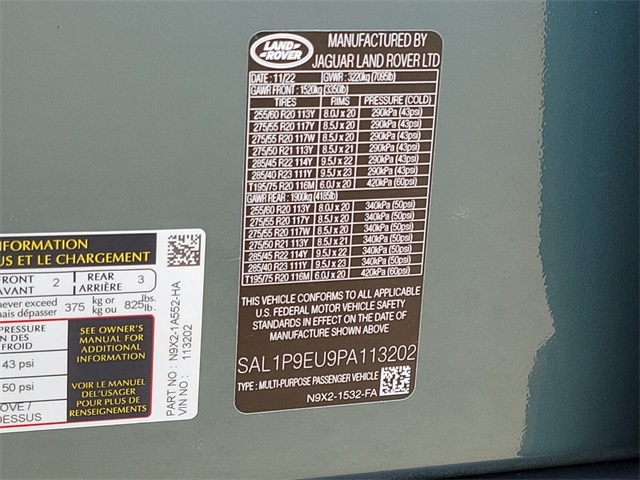 LAND
ROVER
MANUFACTURED BY
JAGUAR LAND ROVER LTD
DATE : 11/22 GVWR : 3220kg (7095lb)
GAWR FRONT : 1520kg (3350lb)
TIRES RIMS PRESSURE (COLD)
255/60 R20 113Y 8.0J x 20 290kPa (43psi)
275/55 R20 117Y 8.5J x 20 290kPa (43psi)
275/55 R20 117W 8.5J x 20 290kPa (43psi)
275/50 R21 113Y 8.5J x 21 290kPa (43psi)
285/45 R22 114Y 9.5J x 22 290kPa (43psi)
285/40 R23 111Y 9.5J x 23 290kPa (43psi)
T195/75 R20 116M 6.0J x 20 420kPa (60psi)
GAWR REAR : 1900kg (4185lb)
255/60 R20 113Y 8.0J x 20 340kPa (50psi)
275/55 R20 117Y 8.5J x 20 340kPa (50psi)
275/55 R20 117W 8.5J x 20 340kPa (50psi)
275/50 R21 113Y 8.5J x 21 340kPa (50psi)
285/45 R22 114Y 9.5J x 22 340kPa (50psi)
285/40 R23 111Y 9.5J x 23 340kPa (50psi)
T195/75 R20 116M 6.0J x 20 420kPa (60psi)
THIS VEHICLE CONFORMS TO ALL APPLICABLE
U.S. FEDERAL MOTOR VEHICLE SAFETY
STANDARDS IN EFFECT ON THE DATE OF
MANUFACTURE SHOWN ABOVE
SAL1P9EU9PA113202
TYPE : MULTI-PURPOSE PASSENGER VEHICLE
N9X2-1532-FA
INFORMATION
US ET LE CHARGEMENT
FRONT 2 REAR 3
AVANT ARRIÈRE
never exceed 375 kg or 825 lbs.
mais dépasser kg ou lb.
PRESSURE
FROID
43 psi
50 psi
SEE OWNER'S
MANUAL FOR
ADDITIONAL
INFORMATION
VOIR LE MANUEL
DE L'USAGER
POUR PLUS DE
RENSEIGNEMENTS
DESSUS
PART NO : N9X2-1A552-HA
VIN NO : 113202